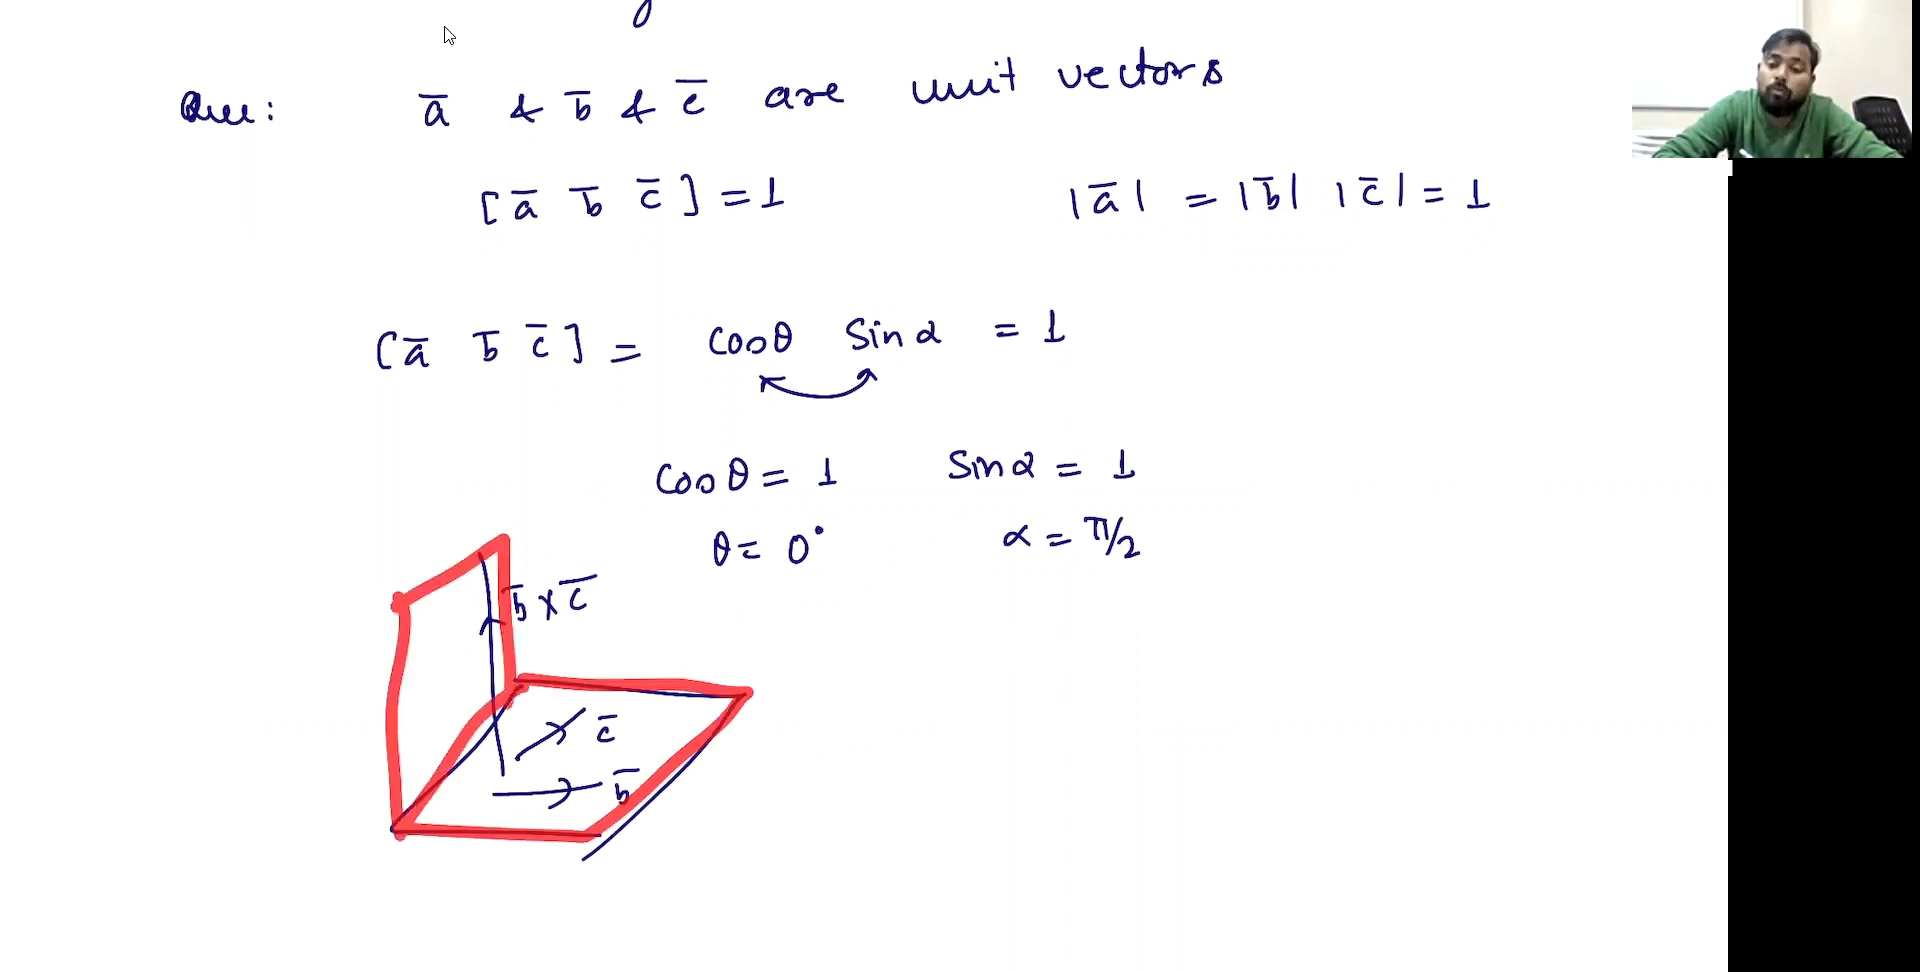 Que: a̅ & b̅ & c̅ are unit vectors
[a̅ b̅ c̅] = 1 |a̅| = |b̅| |c̅| = 1
[a̅ b̅ c̅] = cosθ sinα = 1
cosθ = 1 sinα = 1
θ = 0° α = π/2
b̅ × c̅
c̅
b̅